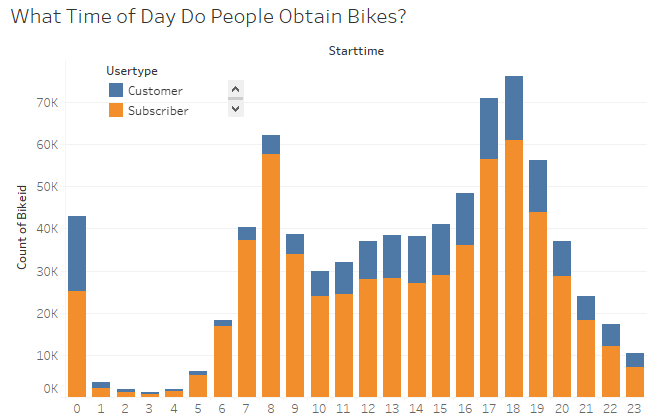 What Time of Day Do People Obtain Bikes?
Starttime
Usertype
Customer
Subscriber
Count of Bikeid
70K
60K
50K
40K
30K
20K
10K
0K
0 1 2 3 4 5 6 7 8 9 10 11 12 13 14 15 16 17 18 19 20 21 22 23